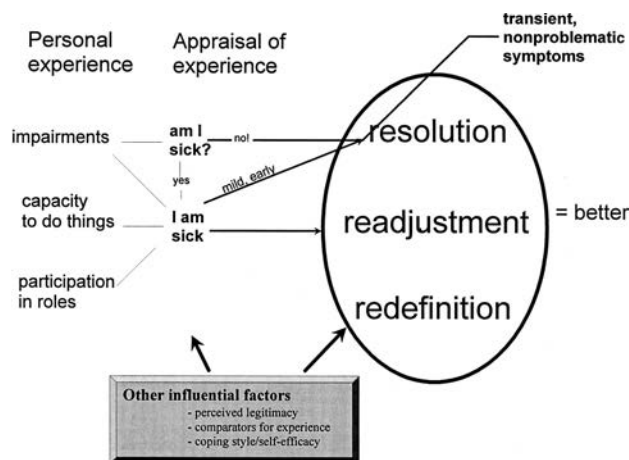 Personal
experience
Appraisal of
experience
transient,
nonproblematic
symptoms
impairments
am I
sick?
no!
resolution
yes
mild, early
capacity
to do things
I am
sick
readjustment
= better
participation
in roles
redefinition
Other influential factors
- perceived legitimacy
- comparators for experience
- coping style/self-efficacy